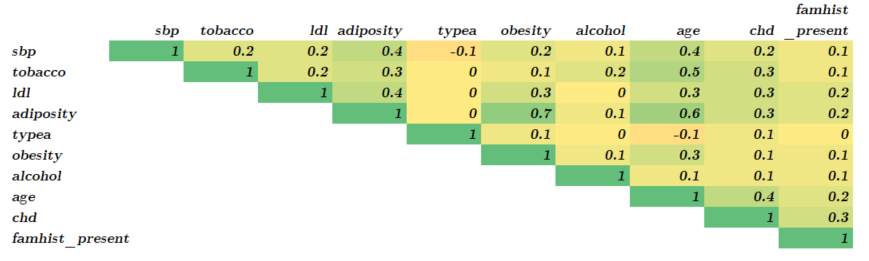 famhist
sbp tobacco ldl adiposity typea obesity alcohol age chd _present
sbp 1 0.2 0.2 0.4 -0.1 0.2 0.1 0.4 0.2 0.1
tobacco 1 0.2 0.3 0 0.1 0.2 0.5 0.3 0.1
ldl 1 0.4 0 0.3 0 0.3 0.3 0.2
adiposity 1 0 0.7 0.1 0.6 0.3 0.2
typea 1 0.1 0 -0.1 0.1 0
obesity 1 0.1 0.3 0.1 0.1
alcohol 1 0.1 0.1 0.1
age 1 0.4 0.2
chd 1 0.3
famhist_present 1